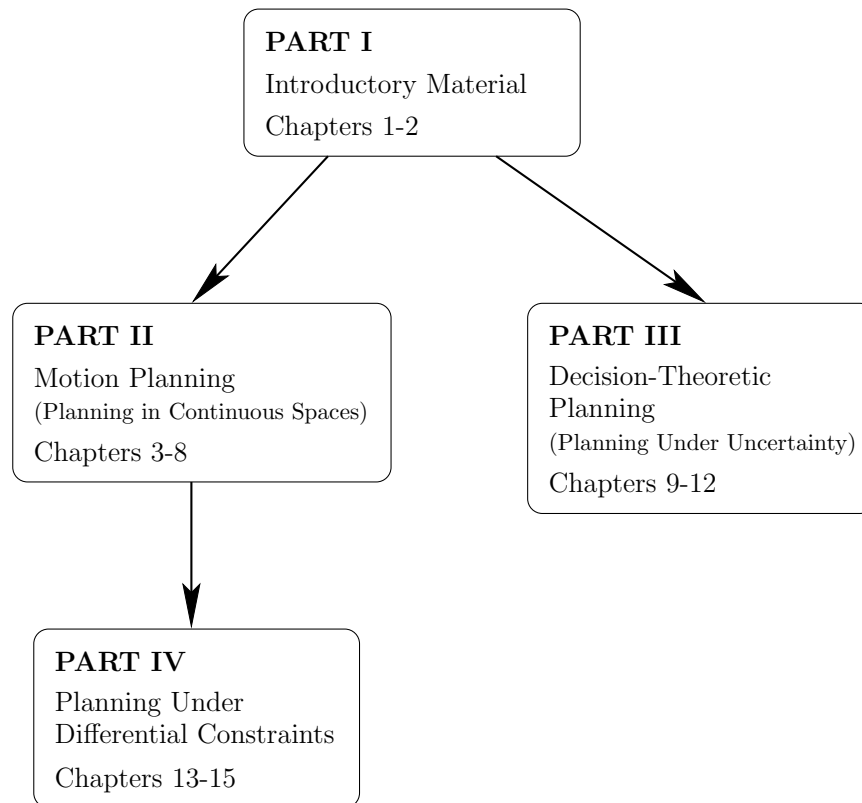 PART I
Introductory Material
Chapters 1-2
PART II
Motion Planning
(Planning in Continuous Spaces)
Chapters 3-8
PART III
Decision-Theoretic
Planning
(Planning Under Uncertainty)
Chapters 9-12
PART IV
Planning Under
Differential Constraints
Chapters 13-15